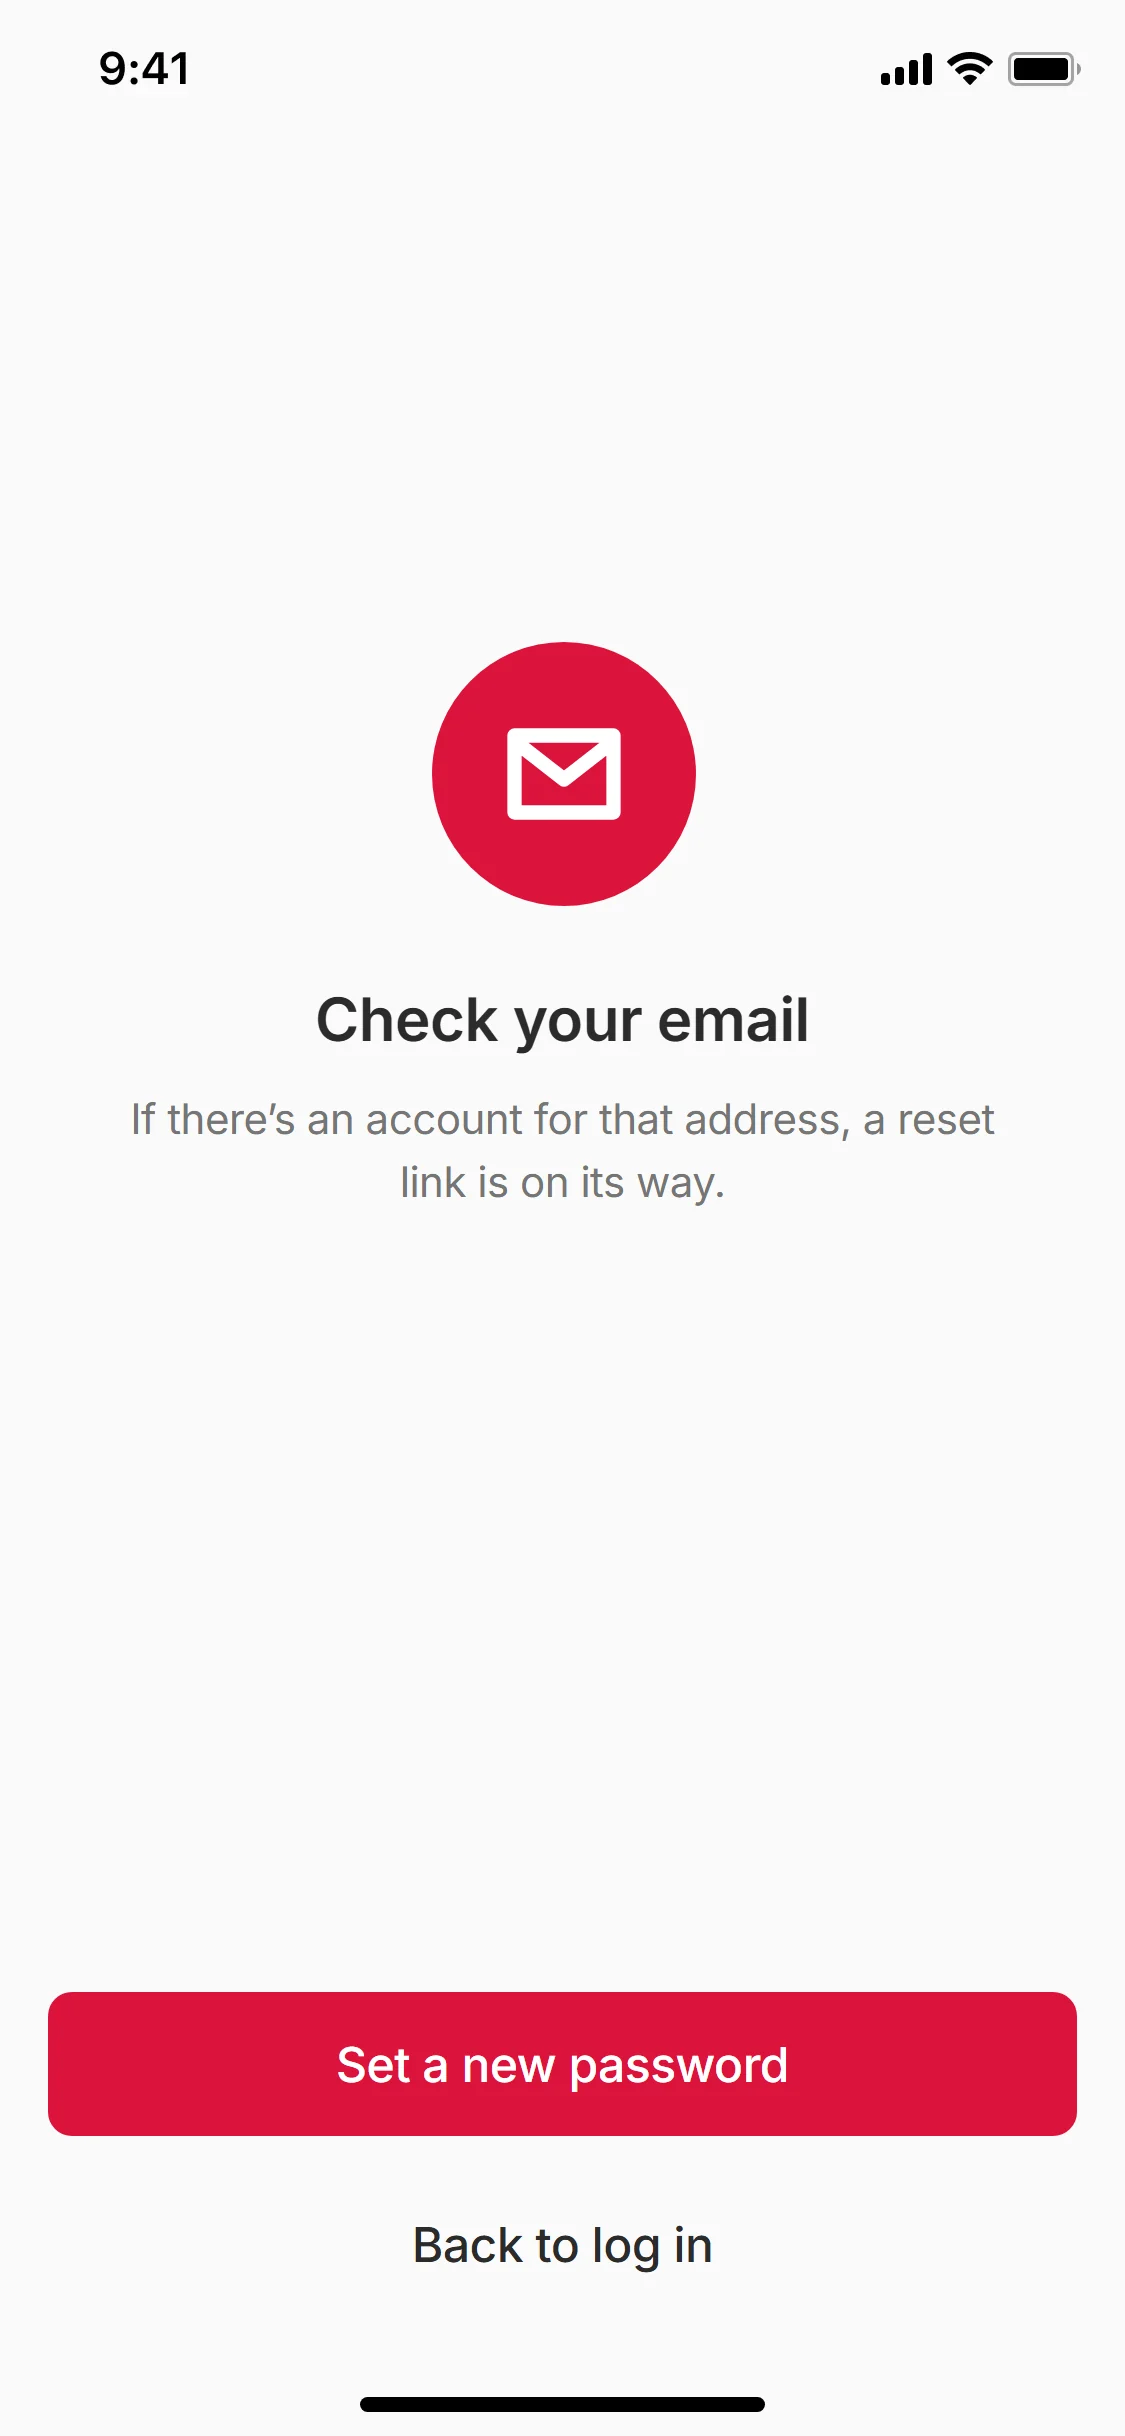 9:41
Check your email
If there’s an account for that address, a reset
link is on its way.
Set a new password
Back to log in